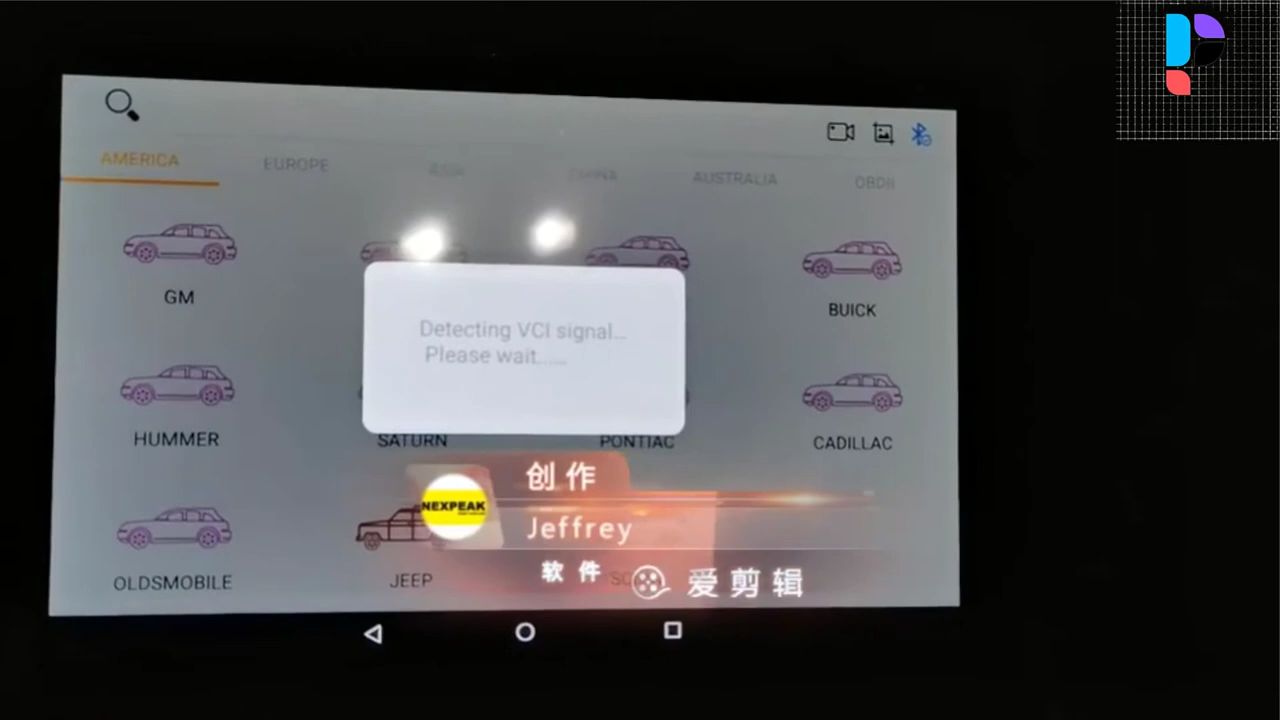 AMERICA
EUROPE
ASIA
CHINA
AUSTRALIA
OBDII
GM
BUICK
Detecting VCI signal...
Please wait......
HUMMER
SATURN
PONTIAC
CADILLAC
创作
NEXPEAK
Jeffrey
OLDSMOBILE
JEEP
软件
爱剪辑